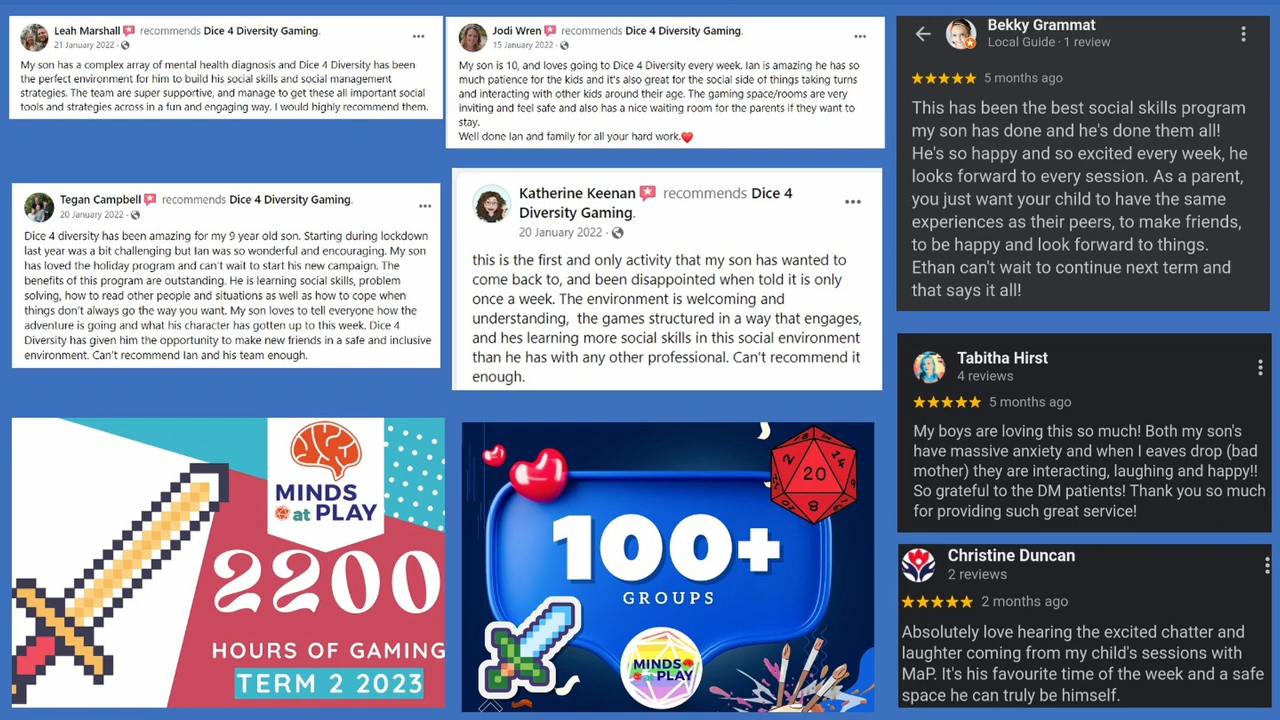 Leah Marshall recommends Dice 4 Diversity Gaming.
21 January 2022 ·
My son has a complex array of mental health diagnosis and Dice 4 Diversity has been
the perfect environment for him to build his social skills and social management
strategies. The team are super supportive, and manage to get these all important social
tools and strategies across in a fun and engaging way. I would highly recommend them.
Jodi Wren recommends Dice 4 Diversity Gaming.
15 January 2022 ·
My son is 10, and loves going to Dice 4 Diversity every week. Ian is amazing he has so
much patience for the kids and it's also great for the social side of things taking turns
and interacting with other kids around their age. The gaming space/rooms are very
inviting and feel safe and also has a nice waiting room for the parents if they want to
stay.
Well done Ian and family for all your hard work.
Tegan Campbell recommends Dice 4 Diversity Gaming.
20 January 2022 ·
Dice 4 diversity has been amazing for my 9 year old son. Starting during lockdown
last year was a bit challenging but Ian was so wonderful and encouraging. My son
has loved the holiday program and can't wait to start his new campaign. The
benefits of this program are outstanding. He is learning social skills, problem
solving, how to read other people and situations as well as how to cope when
things don't always go the way you want. My son loves to tell everyone how the
adventure is going and what his character has gotten up to this week. Dice 4
Diversity has given him the opportunity to make new friends in a safe and inclusive
environment. Can't recommend Ian and his team enough.
Katherine Keenan recommends Dice 4
Diversity Gaming.
20 January 2022 ·
this is the first and only activity that my son has wanted to
come back to, and been disappointed when told it is only
once a week. The environment is welcoming and
understanding, the games structured in a way that engages,
and hes learning more social skills in this social environment
than he has with any other professional. Can't recommend it
enough.
Bekky Grammat
Local Guide · 1 review
5 months ago
This has been the best social skills program
my son has done and he's done them all!
He's so happy and so excited every week, he
looks forward to every session. As a parent,
you just want your child to have the same
experiences as their peers, to make friends,
to be happy and look forward to things.
Ethan can't wait to continue next term and
that says it all!
Tabitha Hirst
4 reviews
5 months ago
My boys are loving this so much! Both my son's
have massive anxiety and when I eaves drop (bad
mother) they are interacting, laughing and happy!!
So grateful to the DM patients! Thank you so much
for providing such great service!
Christine Duncan
2 reviews
2 months ago
Absolutely love hearing the excited chatter and
laughter coming from my child's sessions with
MaP. It's his favourite time of the week and a safe
space he can truly be himself.
MINDS
at PLAY
2200
HOURS OF GAMING
TERM 2 2023
100+
GROUPS
20
2
14
8
MINDS
at PLAY